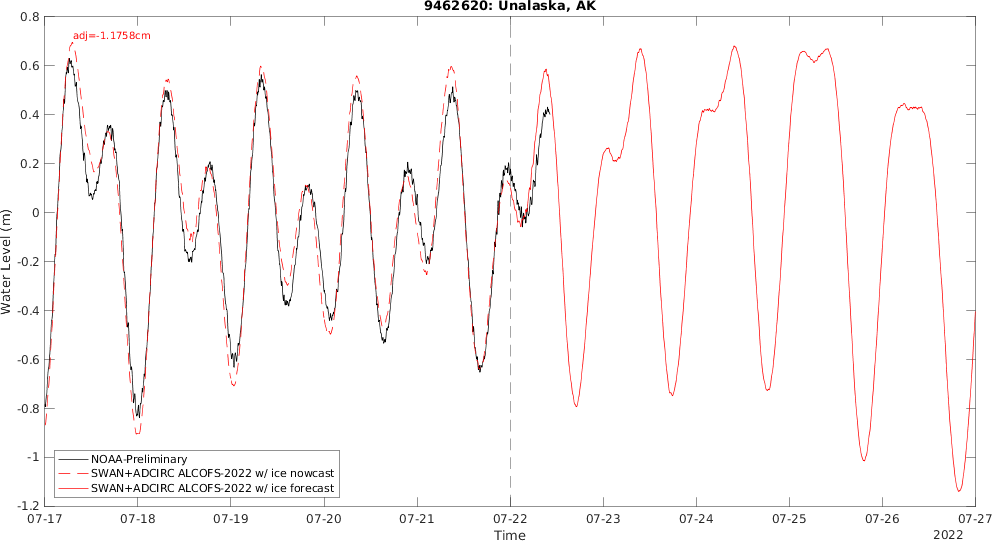 9462620: Unalaska, AK
adj=-1.1758cm
0.8
0.6
0.4
0.2
0
-0.2
-0.4
-0.6
-0.8
-1
-1.2
Water Level (m)
NOAA-Preliminary
SWAN+ADCIRC ALCOFS-2022 w/ ice nowcast
SWAN+ADCIRC ALCOFS-2022 w/ ice forecast
07-17 07-18 07-19 07-20 07-21 07-22 07-23 07-24 07-25 07-26 07-27
Time
2022